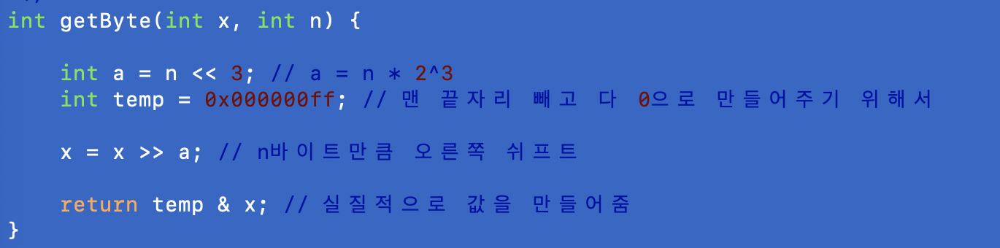 int getByte(int x, int n) {
int a = n << 3; // a = n * 2^3
int temp = 0x000000ff; // 맨 끝자리 빼고 다 0으로 만들어주기 위해서
x = x >> a; // n바이트만큼 오른쪽 쉬프트
return temp & x; // 실질적으로 값을 만들어줌
}